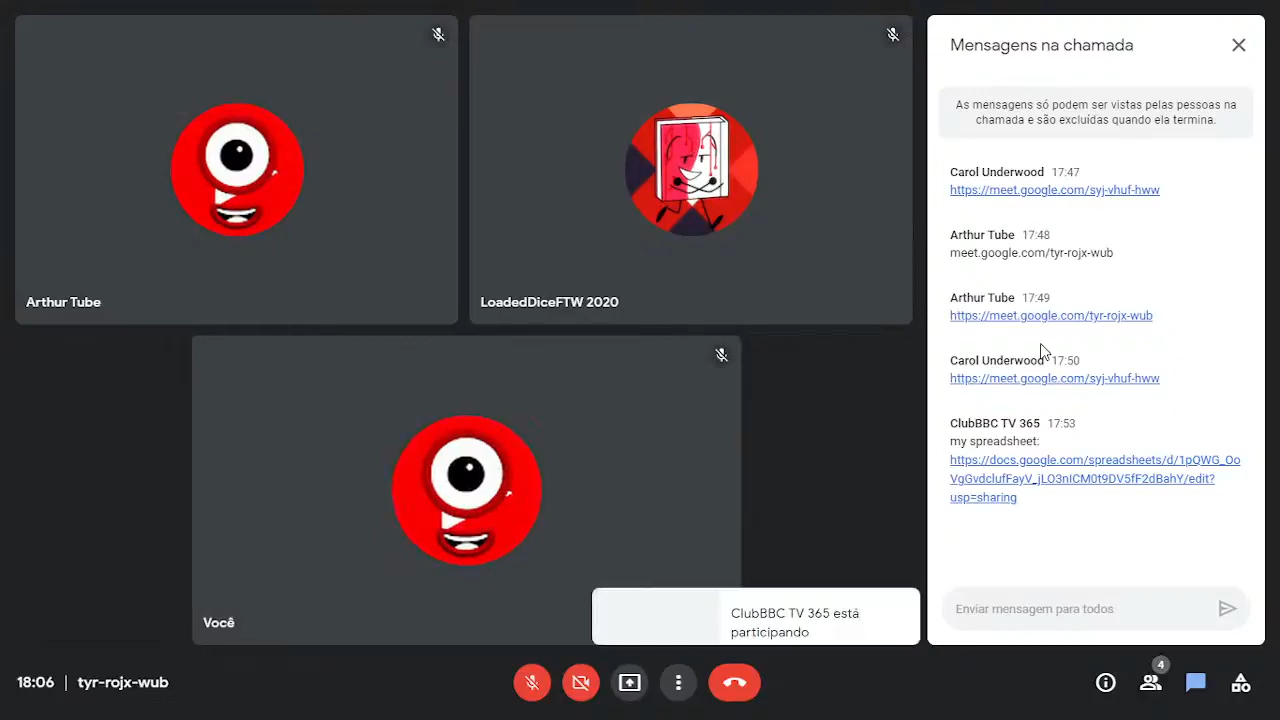 Mensagens na chamada
As mensagens só podem ser vistas pelas pessoas na
chamada e são excluídas quando ela termina.
Carol Underwood 17:47
https://meet.google.com/syj-vhuf-hww
Arthur Tube 17:48
meet.google.com/tyr-rojx-wub
Arthur Tube 17:49
https://meet.google.com/tyr-rojx-wub
Carol Underwood 17:50
https://meet.google.com/syj-vhuf-hww
ClubBBC TV 365 17:53
my spreadsheet:
https://docs.google.com/spreadsheets/d/1pQWG_Oo
VgGvdclufFayV_jLO3nICM0t9DV5fF2dBahY/edit?
usp=sharing
Enviar mensagem para todos
Arthur Tube
LoadedDiceFTW 2020
Você
ClubBBC TV 365 está
participando
18:06 | tyr-rojx-wub
4